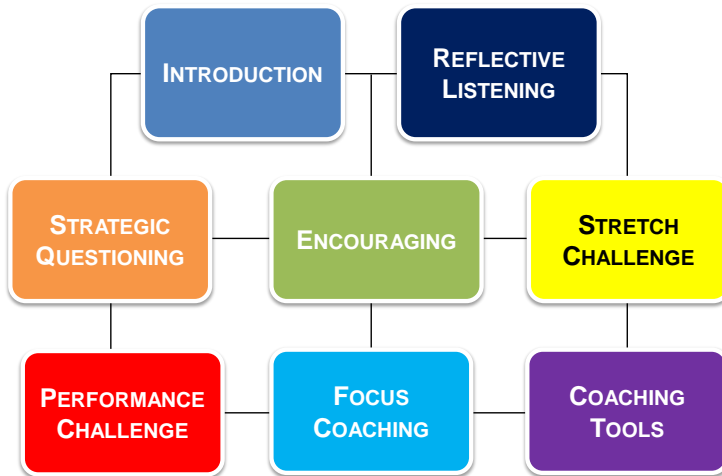 INTRODUCTION
REFLECTIVE
LISTENING
STRATEGIC
QUESTIONING
ENCOURAGING
STRETCH
CHALLENGE
PERFORMANCE
CHALLENGE
FOCUS
COACHING
COACHING
TOOLS